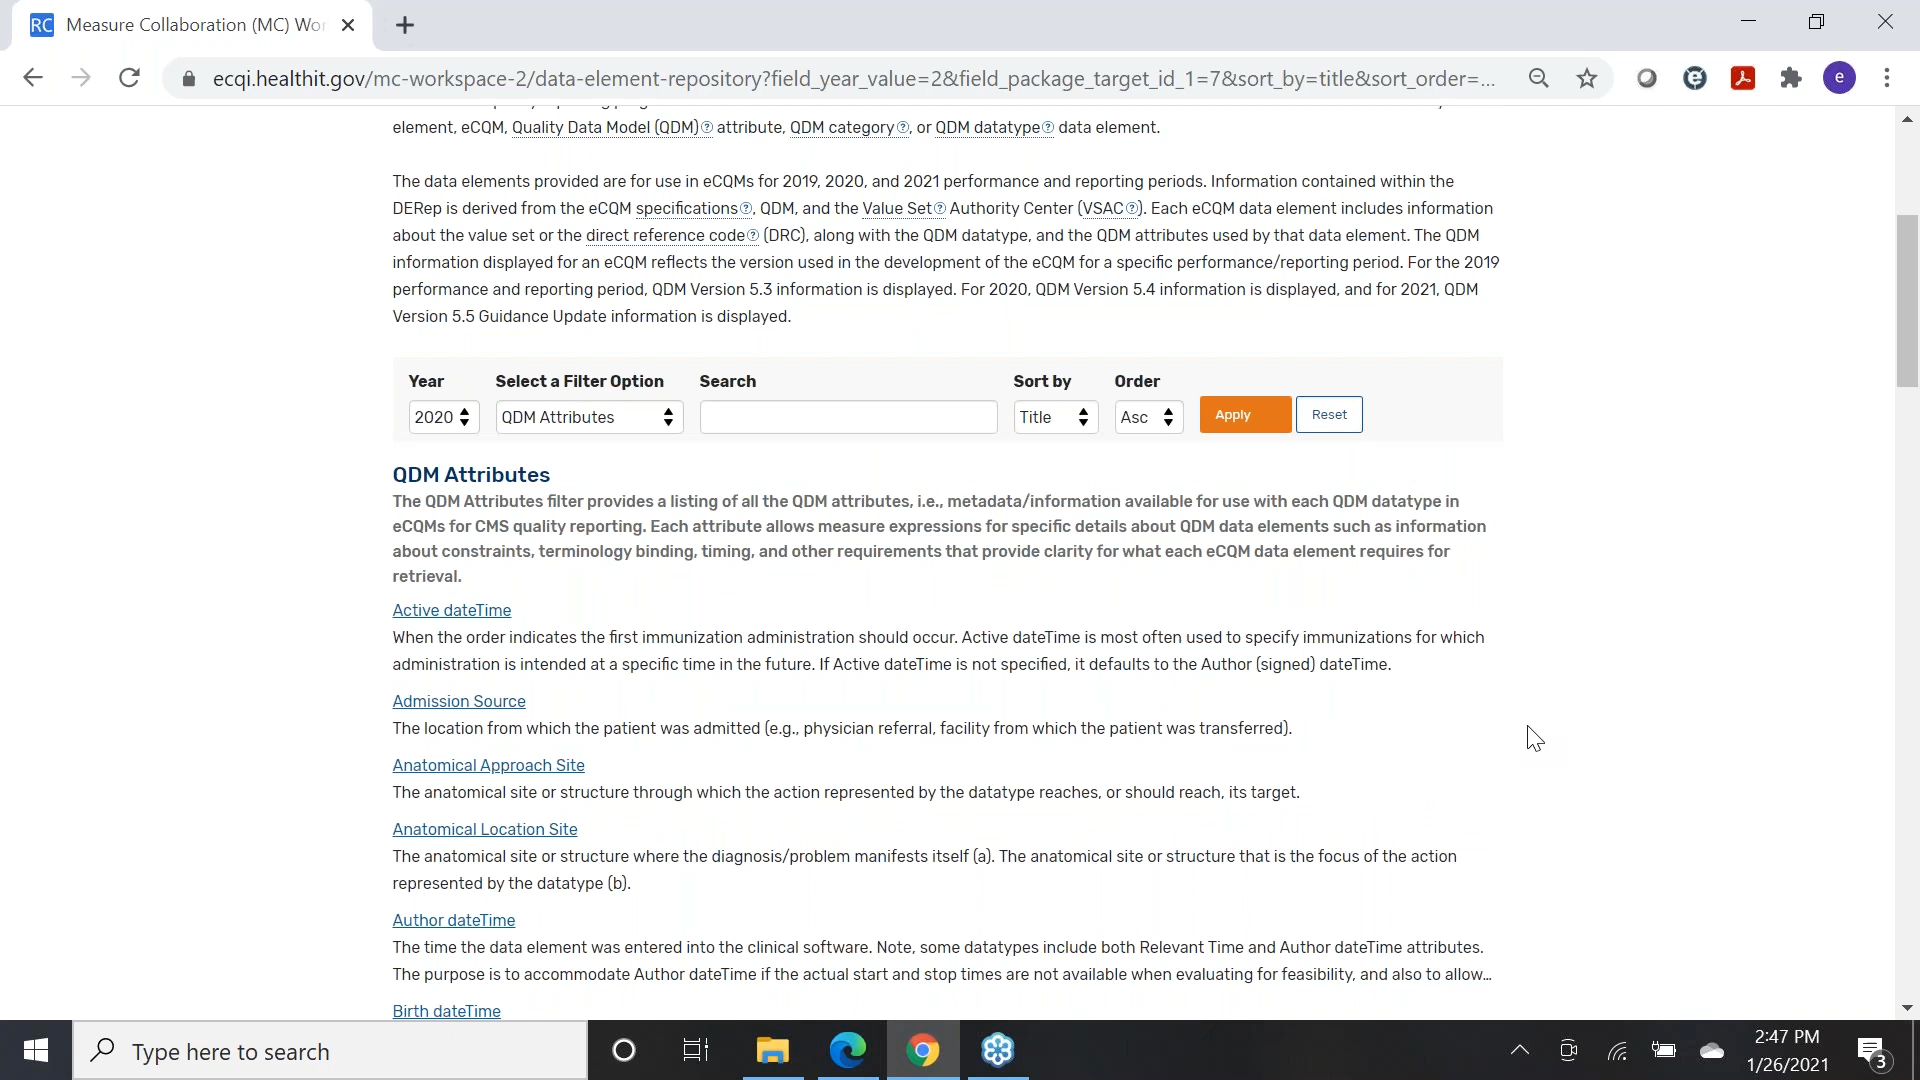 RC Measure Collaboration (MC) Wor
ecqi.healthit.gov/mc-workspace-2/data-element-repository?field_year_value=2&field_package_target_id_1=7&sort_by=title&sort_order=...
e
element, eCQM, Quality Data Model (QDM) attribute, QDM category, or QDM datatype data element.
The data elements provided are for use in eCQMs for 2019, 2020, and 2021 performance and reporting periods. Information contained within the
DERep is derived from the eCQM specifications, QDM, and the Value Set Authority Center (VSAC). Each eCQM data element includes information
about the value set or the direct reference code (DRC), along with the QDM datatype, and the QDM attributes used by that data element. The QDM
information displayed for an eCQM reflects the version used in the development of the eCQM for a specific performance/reporting period. For the 2019
performance and reporting period, QDM Version 5.3 information is displayed. For 2020, QDM Version 5.4 information is displayed, and for 2021, QDM
Version 5.5 Guidance Update information is displayed.
Year Select a Filter Option Search Sort by Order
2020 QDM Attributes Title Asc Apply Reset
QDM Attributes
The QDM Attributes filter provides a listing of all the QDM attributes, i.e., metadata/information available for use with each QDM datatype in
eCQMs for CMS quality reporting. Each attribute allows measure expressions for specific details about QDM data elements such as information
about constraints, terminology binding, timing, and other requirements that provide clarity for what each eCQM data element requires for
retrieval.
Active dateTime
When the order indicates the first immunization administration should occur. Active dateTime is most often used to specify immunizations for which
administration is intended at a specific time in the future. If Active dateTime is not specified, it defaults to the Author (signed) dateTime.
Admission Source
The location from which the patient was admitted (e.g., physician referral, facility from which the patient was transferred).
Anatomical Approach Site
The anatomical site or structure through which the action represented by the datatype reaches, or should reach, its target.
Anatomical Location Site
The anatomical site or structure where the diagnosis/problem manifests itself (a). The anatomical site or structure that is the focus of the action
represented by the datatype (b).
Author dateTime
The time the data element was entered into the clinical software. Note, some datatypes include both Relevant Time and Author dateTime attributes.
The purpose is to accommodate Author dateTime if the actual start and stop times are not available when evaluating for feasibility, and also to allow...
Birth dateTime
Type here to search
2:47 PM
1/26/2021
3